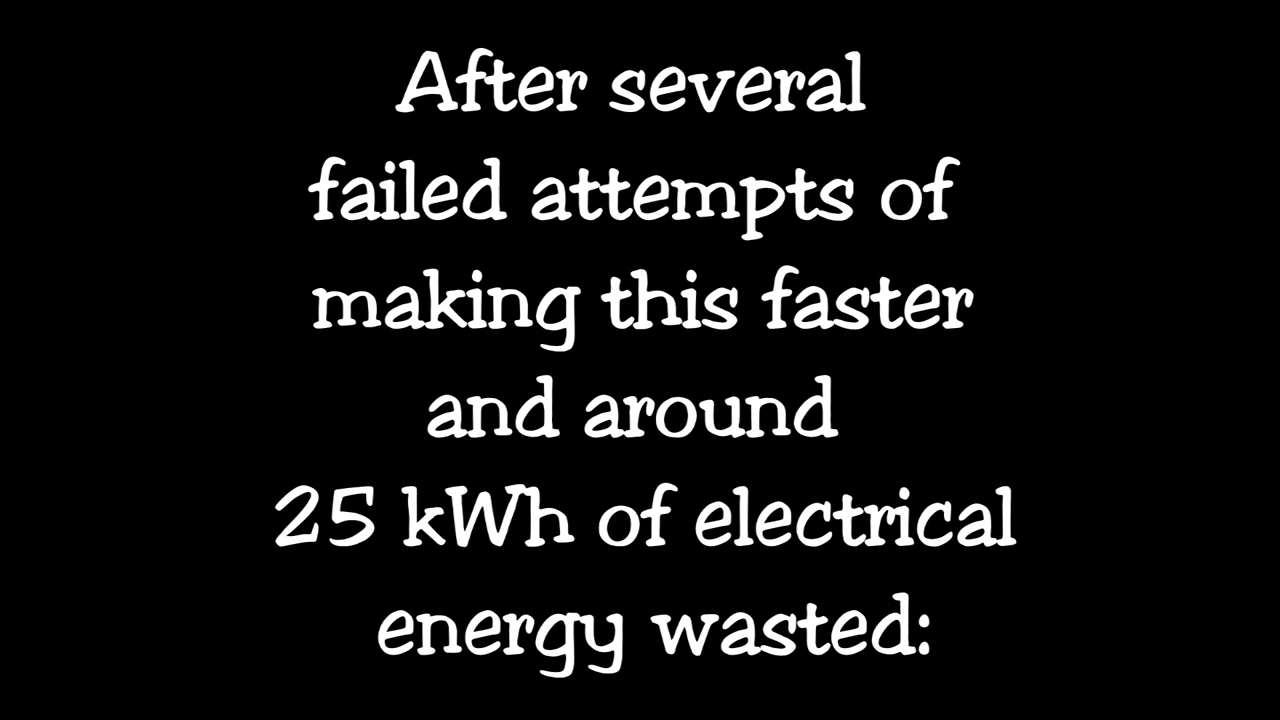 After several
failed attempts of
making this faster
and around
25 kWh of electrical
energy wasted: